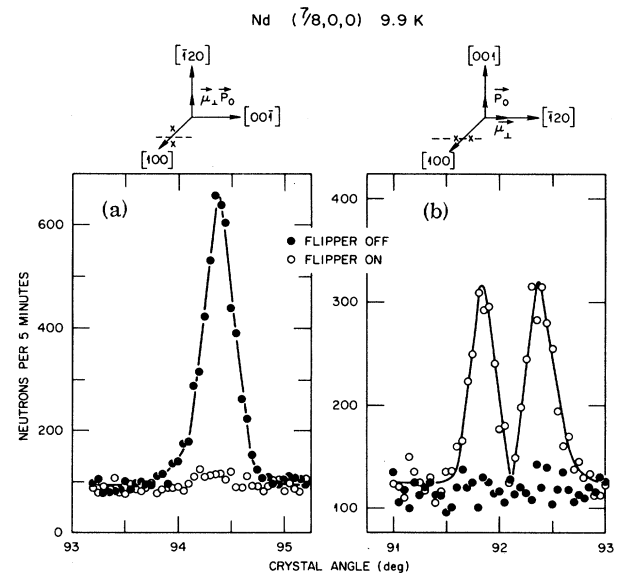 Nd (7/8,0,0) 9.9 K
[1̄20]
μ⊥ P0
[001̄]
x
x
[100]
[001]
P0
[1̄20]
μ⊥
x x
[100]
(a)
(b)
● FLIPPER OFF
○ FLIPPER ON
NEUTRONS PER 5 MINUTES
600
400
200
0
93
94
95
400
300
200
100
91
92
93
CRYSTAL ANGLE (deg)